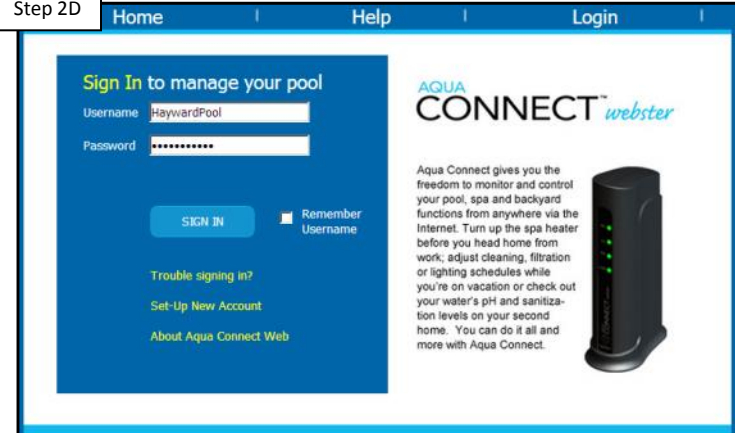 Step 2D
Home | Help | Login |
Sign In to manage your pool
Username HaywardPool
Password •••••••••••
SIGN IN
Remember
Username
Trouble signing in?
Set-Up New Account
About Aqua Connect Web
AQUA
CONNECT™ webster
Aqua Connect gives you the
freedom to monitor and control
your pool, spa and backyard
functions from anywhere via the
Internet. Turn up the spa heater
before you head home from
work; adjust cleaning, filtration
or lighting schedules while
you're on vacation or check out
your water's pH and sanitiza-
tion levels on your second
home. You can do it all and
more with Aqua Connect.
CONNECT